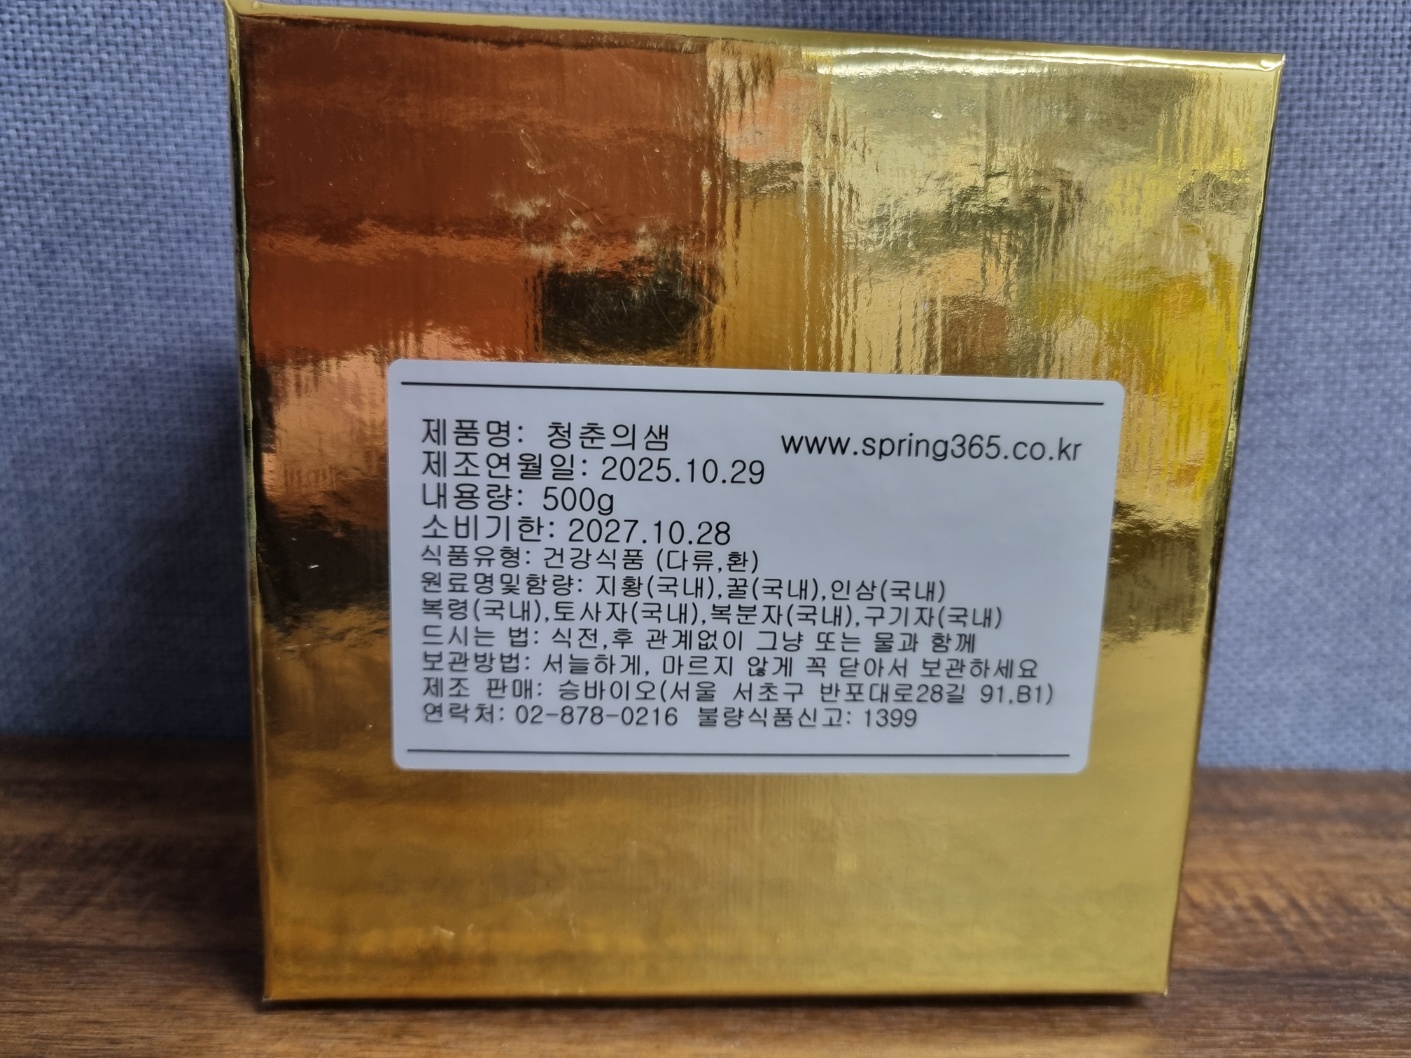 제품명: 청춘의샘 www.spring365.co.kr
제조연월일: 2025.10.29
내용량: 500g
소비기한: 2027.10.28
식품유형: 건강식품 (다류,환)
원료명및함량: 지황(국내),꿀(국내),인삼(국내)
복령(국내),토사자(국내),복분자(국내),구기자(국내)
드시는 법: 식전,후 관계없이 그냥 또는 물과 함께
보관방법: 서늘하게, 마르지 않게 꼭 닫아서 보관하세요
제조 판매: 승바이오(서울 서초구 반포대로28길 91,B1)
연락처: 02-878-0216 불량식품신고: 1399